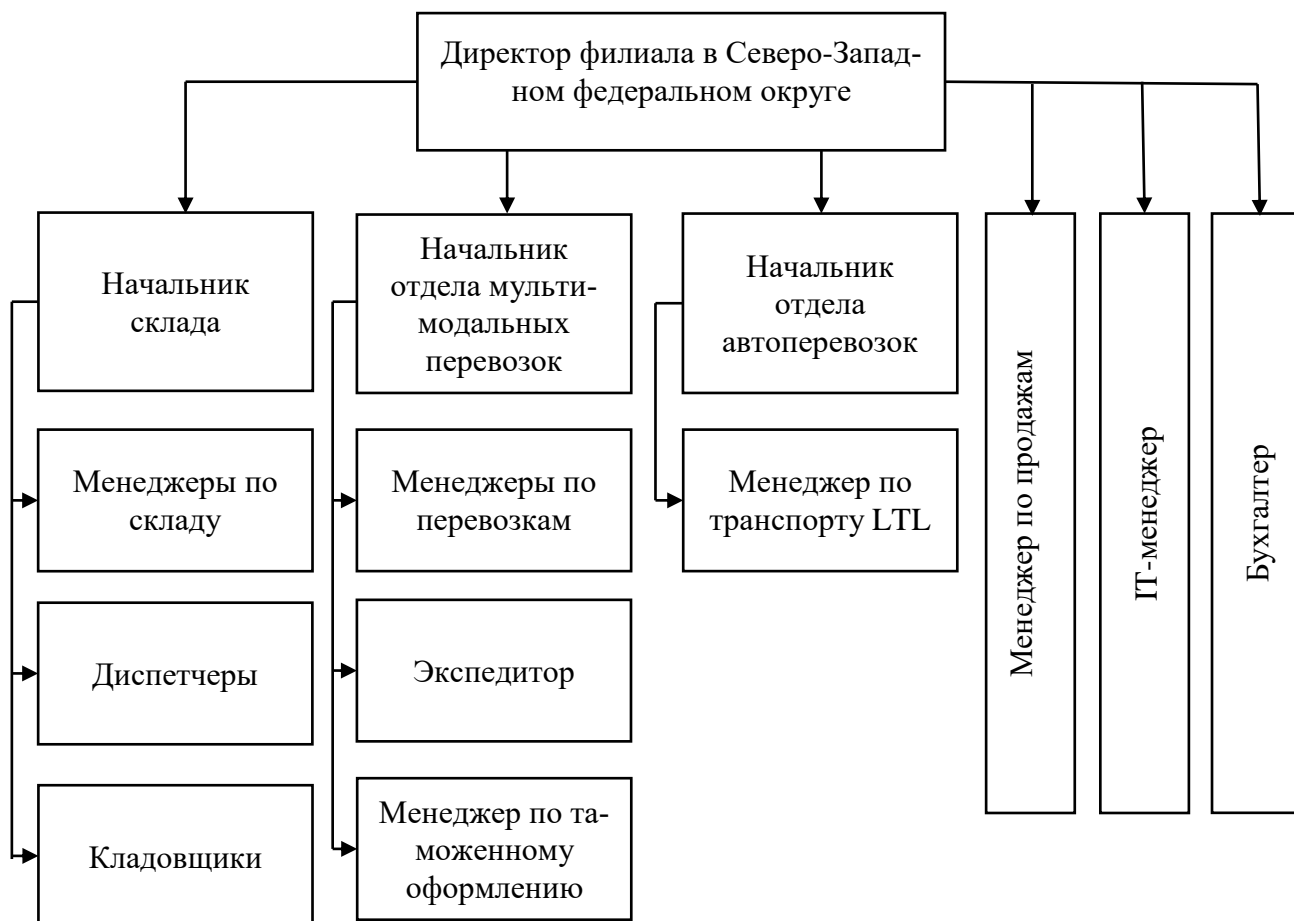 Директор филиала в Северо-Запад-
ном федеральном округе
Начальник
склада
Начальник
отдела мульти-
модальных
перевозок
Начальник
отдела
автоперевозок
Менеджер по продажам
IT-менеджер
Бухгалтер
Менеджеры по
складу
Менеджеры по
перевозкам
Менеджер по
транспорту LTL
Диспетчеры
Экспедитор
Кладовщики
Менеджер по та-
моженному
оформлению